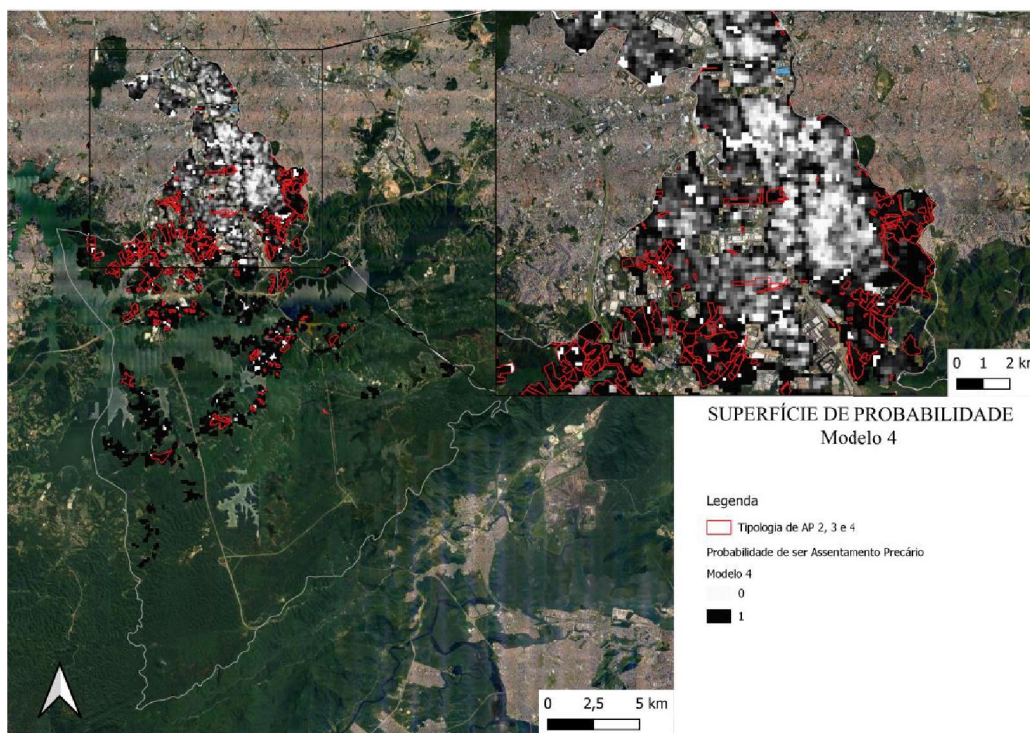 0 1 2 km
SUPERFÍCIE DE PROBABILIDADE
Modelo 4
Legenda
Tipologia de AP 2, 3 e 4
Probabilidade de ser Assentamento Precário
Modelo 4
0
1
0 2,5 5 km